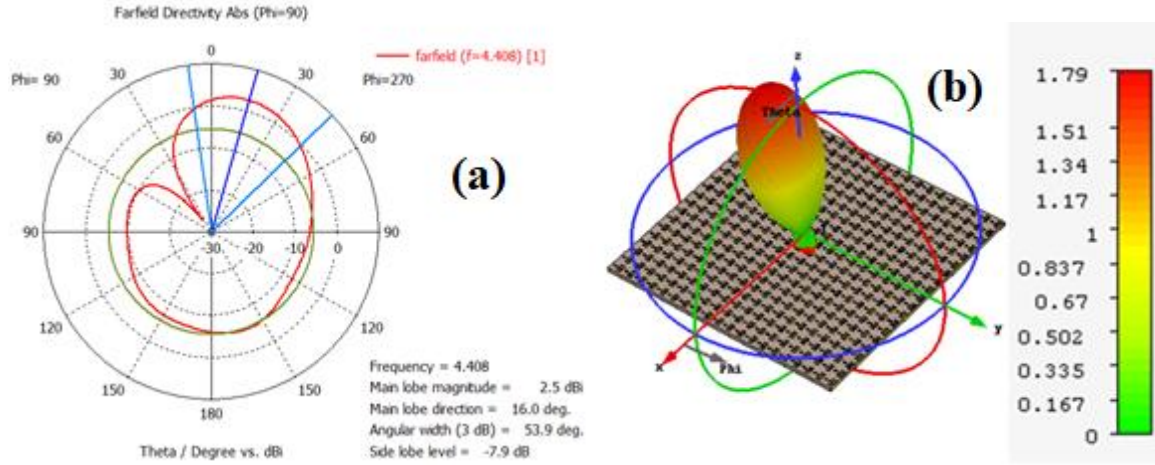 Farfield Directivity Abs (Phi=90)
0
farfield (f=4.408) [1]
Phi= 90
30
30
Phi=270
60
60
(a)
90
-30
-20
-10
0
90
120
120
150
150
180
Frequency = 4.408
Main lobe magnitude = 2.5 dBi
Main lobe direction = 16.0 deg.
Angular width (3 dB) = 53.9 deg.
Side lobe level = -7.9 dB
Theta / Degree vs. dBi
(b)
z
Theta
y
x
Phi
1.79
1.51
1.34
1.17
1
0.837
0.67
0.502
0.335
0.167
0